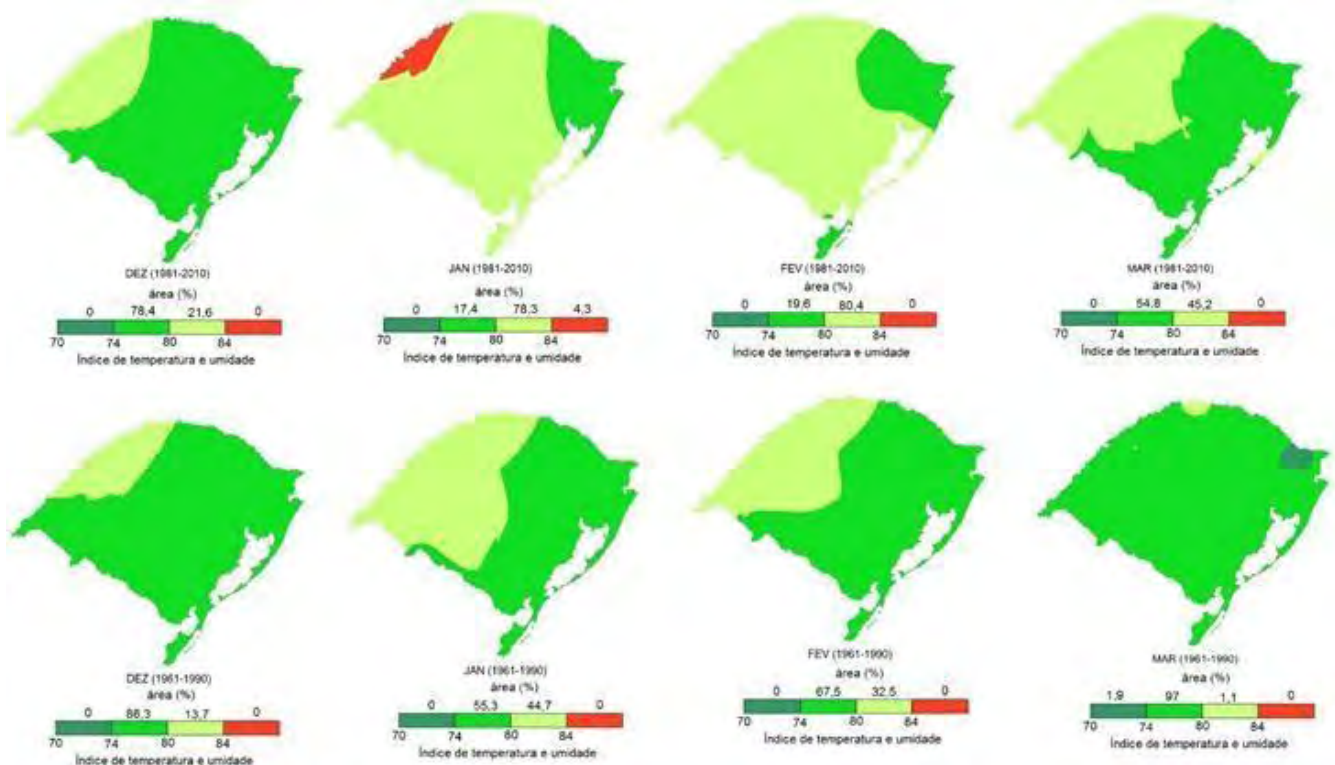 DEZ (1981-2010)
área (%)
0 78,4 21,6 0
70 74 80 84
Índice de temperatura e umidade
JAN (1981-2010)
área (%)
0 17,4 78,3 4,3
70 74 80 84
Índice de temperatura e umidade
FEV (1981-2010)
área (%)
0 19,6 80,4 0
70 74 80 84
Índice de temperatura e umidade
MAR (1981-2010)
área (%)
0 54,8 45,2 0
70 74 80 84
Índice de temperatura e umidade
DEZ (1961-1990)
área (%)
0 86,3 13,7 0
70 74 80 84
Índice de temperatura e umidade
JAN (1961-1990)
área (%)
0 55,3 44,7 0
70 74 80 84
Índice de temperatura e umidade
FEV (1961-1990)
área (%)
0 67,5 32,5 0
70 74 80 84
Índice de temperatura e umidade
MAR (1961-1990)
área (%)
1,9 97 1,1 0
70 74 80 84
Índice de temperatura e umidade